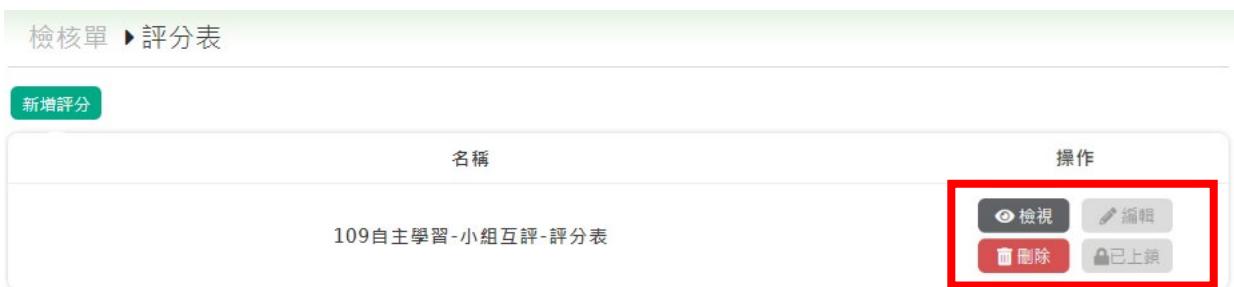 檢核單 ▶ 評分表
新增評分
名稱 操作
109自主學習-小組互評-評分表
檢視 編輯
刪除 已上鎖